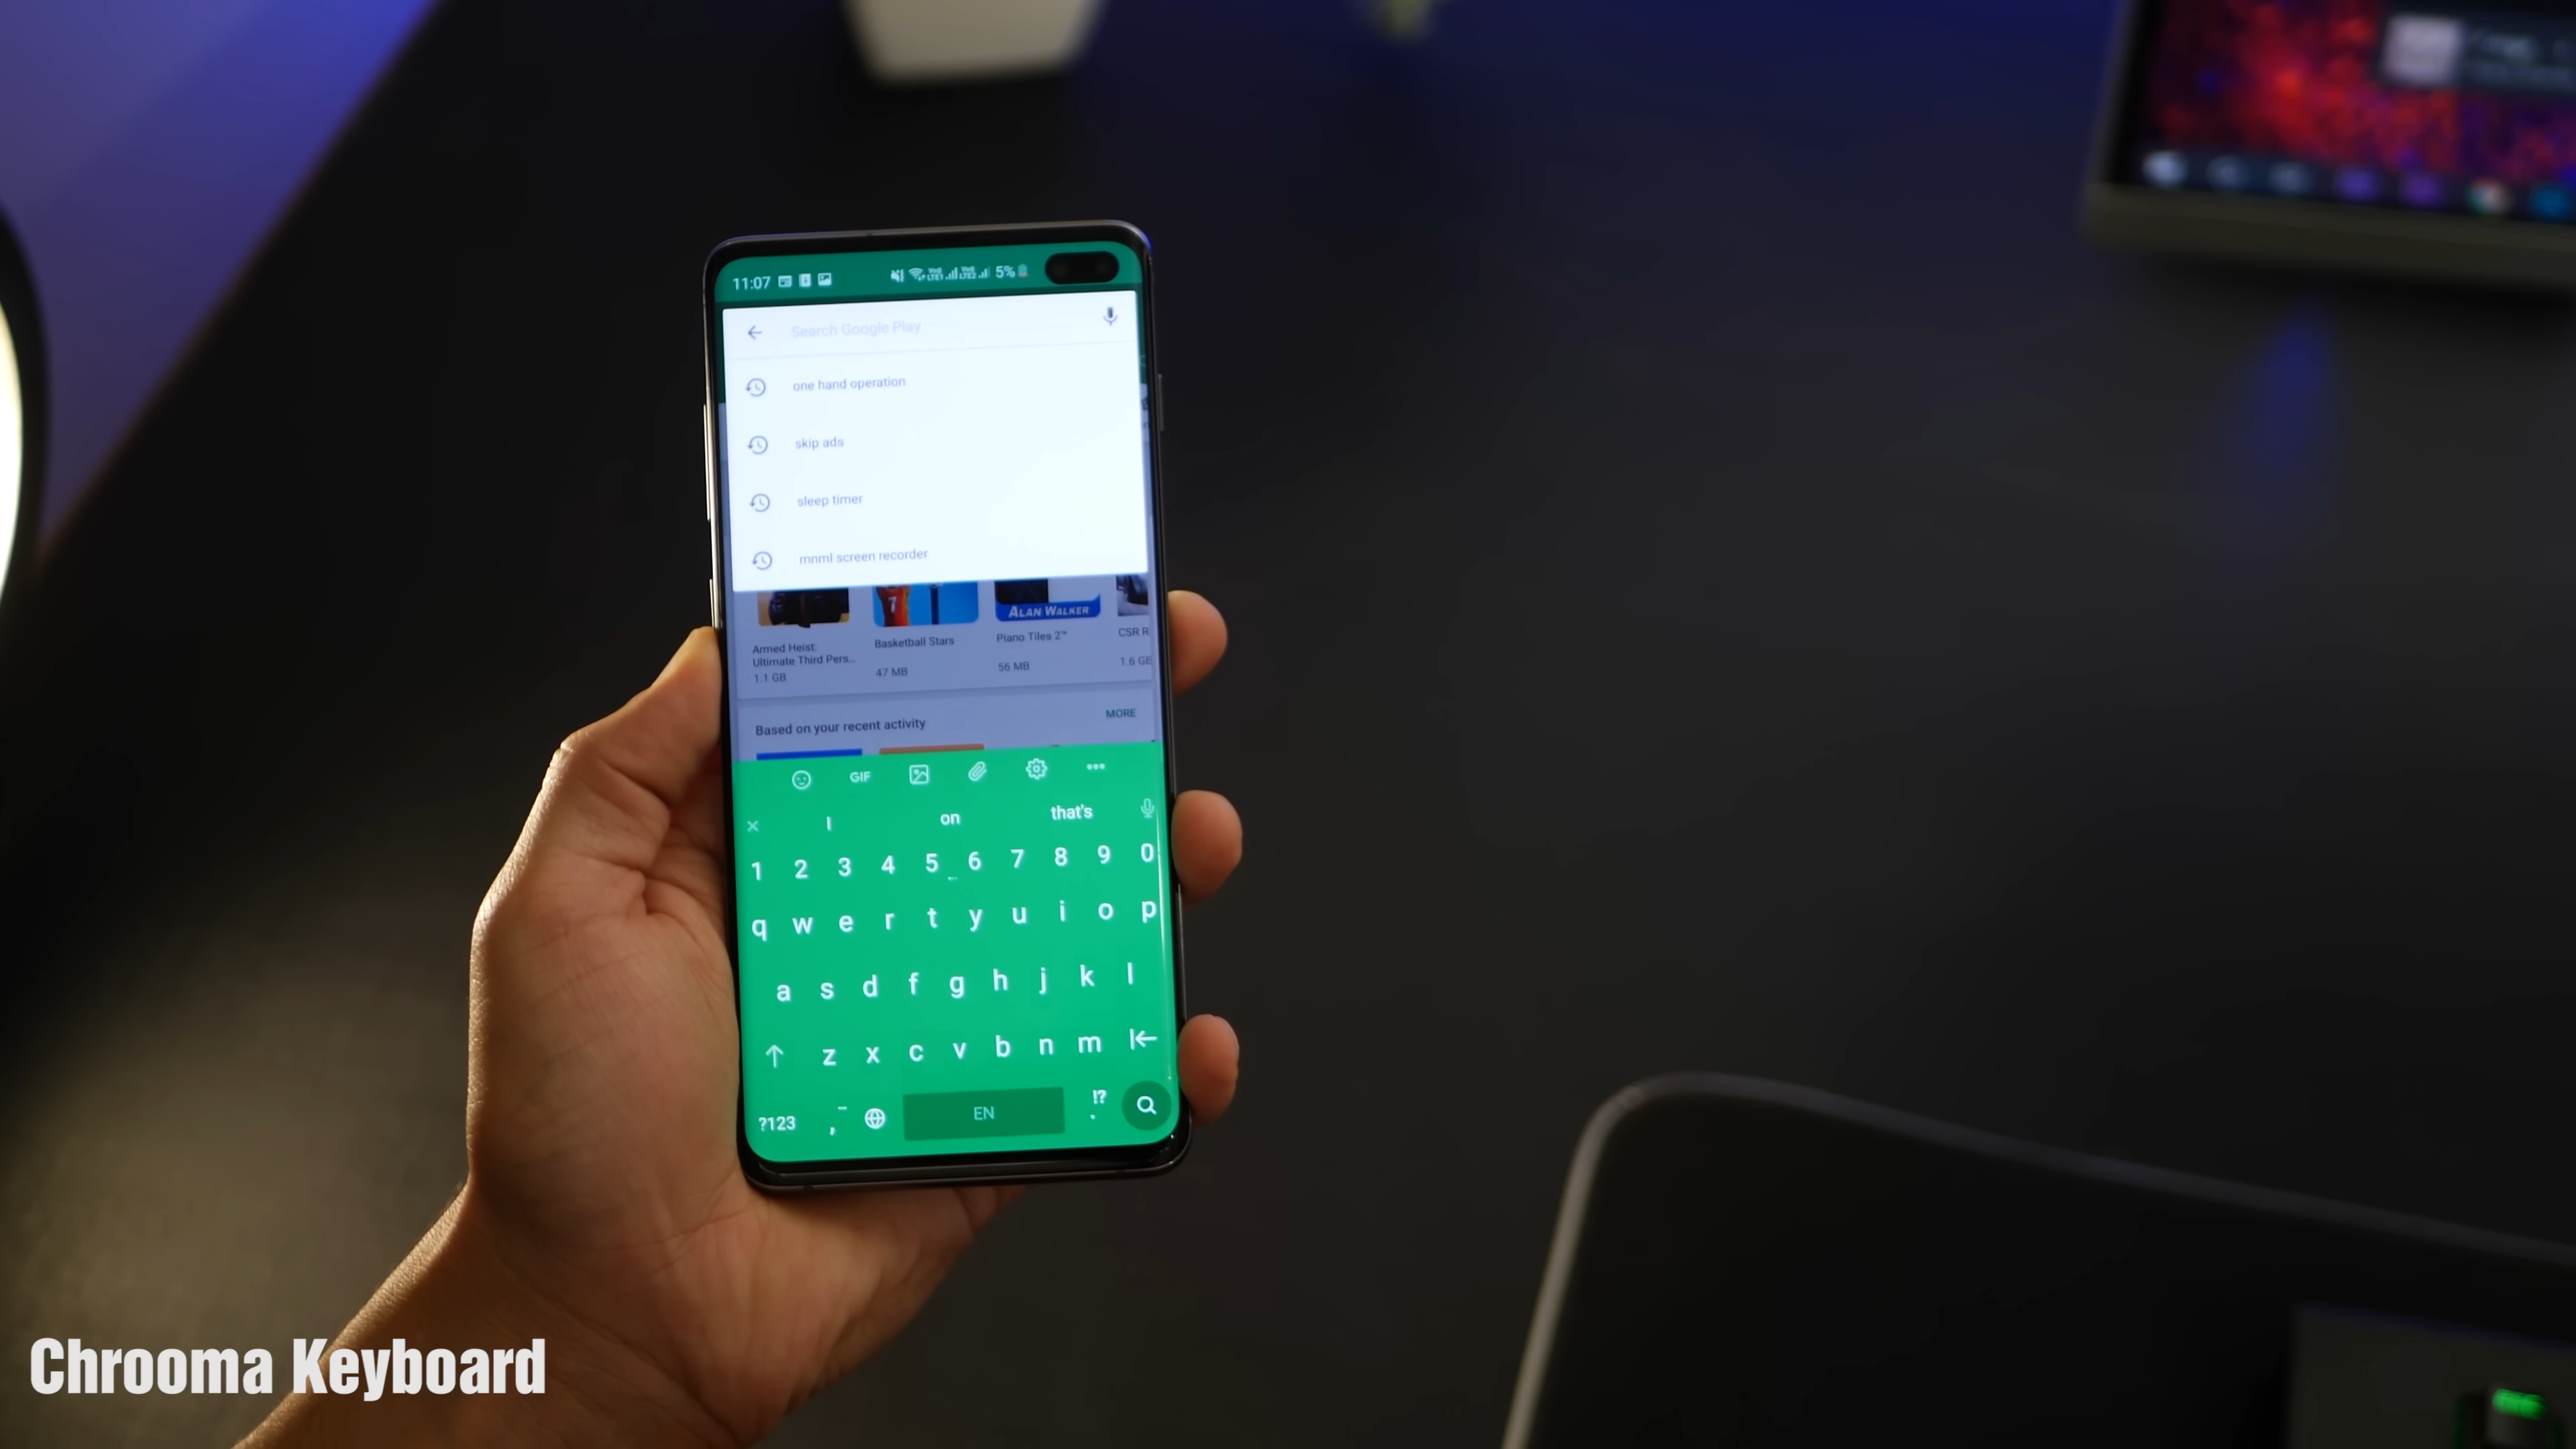 11:07 5%
Search Google Play
one hand operation
skip ads
sleep timer
mnml screen recorder
7
ALAN WALKER
Armed Heist:
Ultimate Third Pers...
1.1 GB
Basketball Stars
47 MB
Piano Tiles 2™
56 MB
CSR R
1.6 GB
Based on your recent activity MORE
GIF
I on that's
1 2 3 4 5 6 7 8 9 0
q w e r t y u i o p
a s d f g h j k l
z x c v b n m
?123 , EN !? .
Chrooma Keyboard